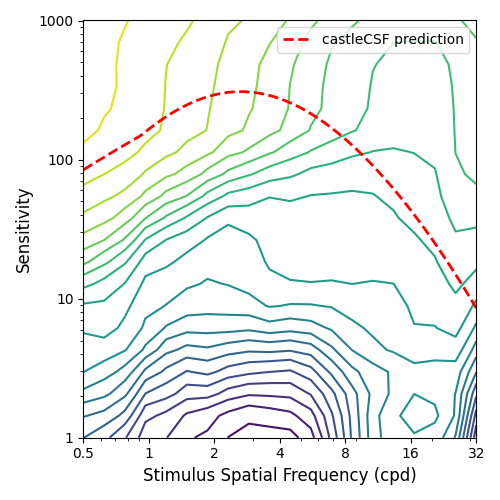 1000
castleCSF prediction
100
Sensitivity
10
1
0.5 1 2 4 8 16 32
Stimulus Spatial Frequency (cpd)